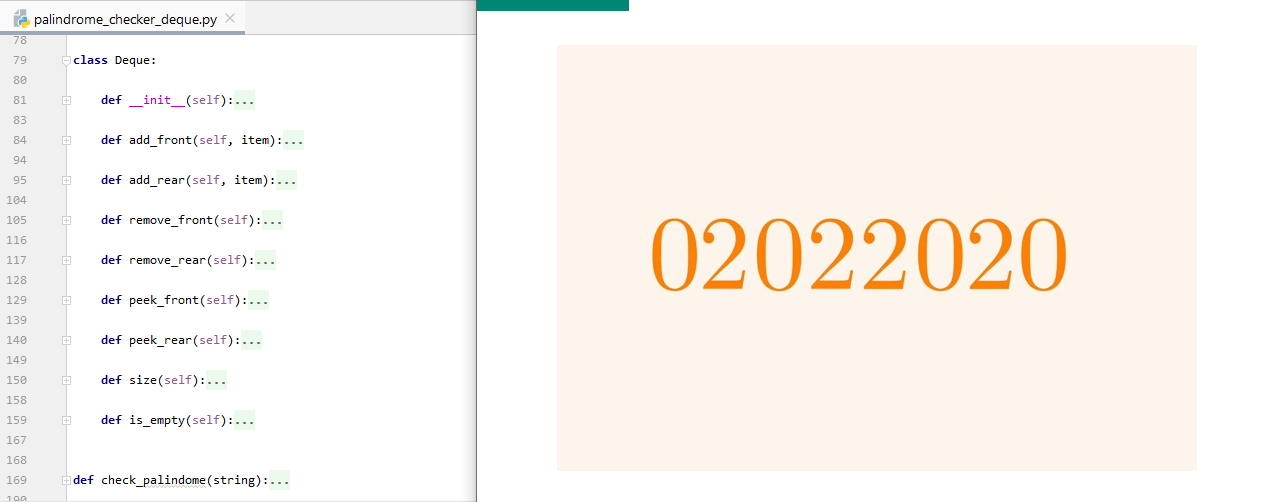 palindrome_checker_deque.py
78
79 class Deque:
80
81 def __init__(self):...
83
84 def add_front(self, item):...
94
95 def add_rear(self, item):...
104
105 def remove_front(self):...
116
117 def remove_rear(self):...
128
129 def peek_front(self):...
139
140 def peek_rear(self):...
149
150 def size(self):...
158
159 def is_empty(self):...
167
168
169 def check_palindome(string):...
190
02022020